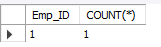 Emp_ID COUNT(*)
1 1